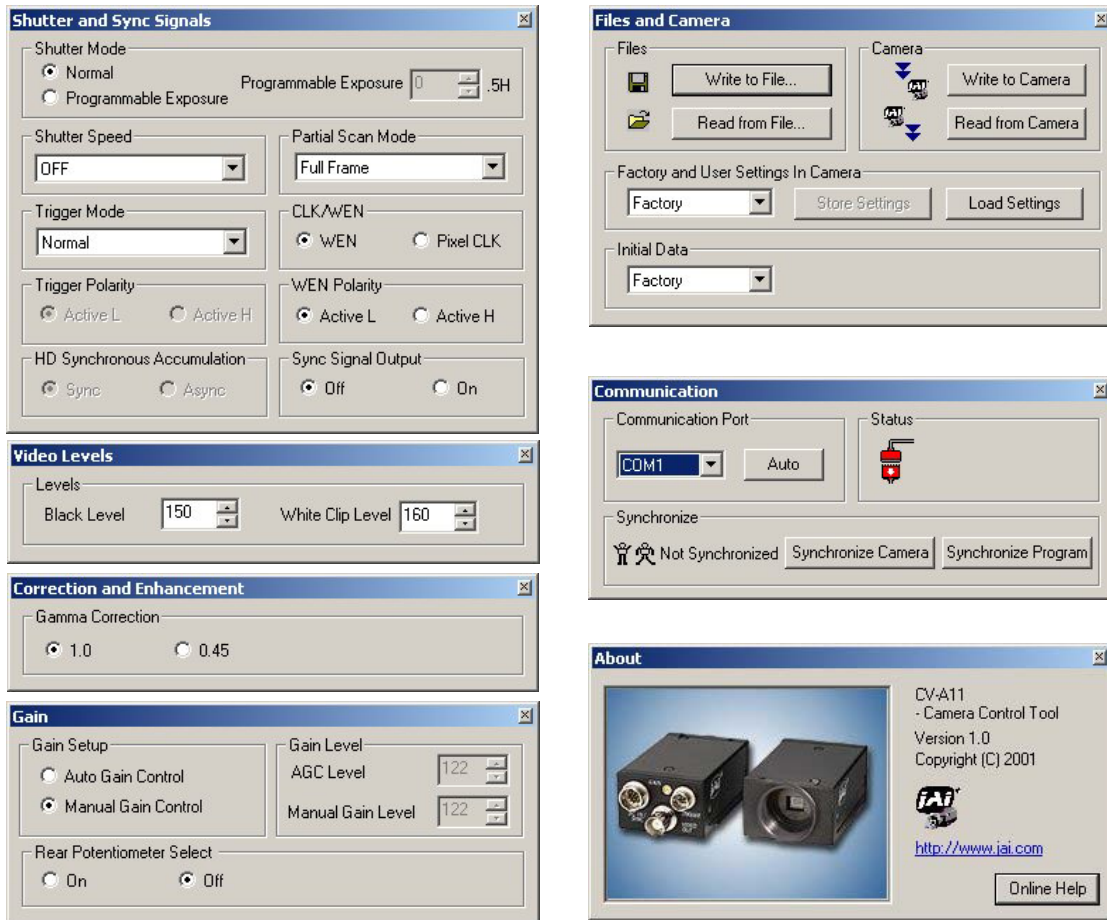 Shutter and Sync Signals
Shutter Mode
Normal
Programmable Exposure
Programmable Exposure 0 .5H
Shutter Speed
OFF
Partial Scan Mode
Full Frame
Trigger Mode
Normal
CLK/WEN
WEN Pixel CLK
Trigger Polarity
Active L Active H
WEN Polarity
Active L Active H
HD Synchronous Accumulation
Sync Async
Sync Signal Output
Off On
Video Levels
Levels
Black Level 150 White Clip Level 160
Correction and Enhancement
Gamma Correction
1.0 0.45
Gain
Gain Setup
Auto Gain Control
Manual Gain Control
Gain Level
AGC Level 122
Manual Gain Level 122
Rear Potentiometer Select
On Off
Files and Camera
Files
Write to File...
Read from File...
Camera
Write to Camera
Read from Camera
Factory and User Settings In Camera
Factory Store Settings Load Settings
Initial Data
Factory
Communication
Communication Port
COM1 Auto
Status
Synchronize
Not Synchronized Synchronize Camera Synchronize Program
About
CV-A11
- Camera Control Tool
Version 1.0
Copyright (C) 2001
JAI
http://www.jai.com
Online Help